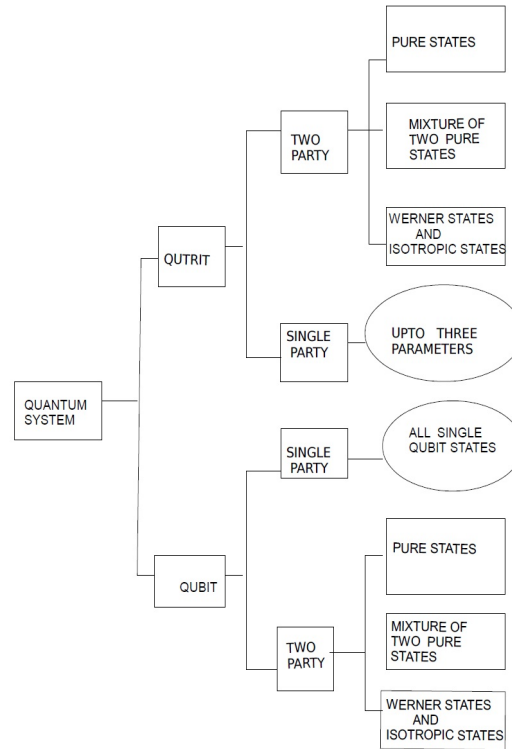 PURE STATES
MIXTURE OF
TWO PURE
STATES
TWO
PARTY
WERNER STATES
AND
ISOTROPIC STATES
QUTRIT
SINGLE
PARTY
UPTO THREE
PARAMETERS
QUANTUM
SYSTEM
ALL SINGLE
QUBIT STATES
SINGLE
PARTY
PURE STATES
QUBIT
MIXTURE OF
TWO PURE
STATES
TWO
PARTY
WERNER STATES
AND
ISOTROPIC STATES